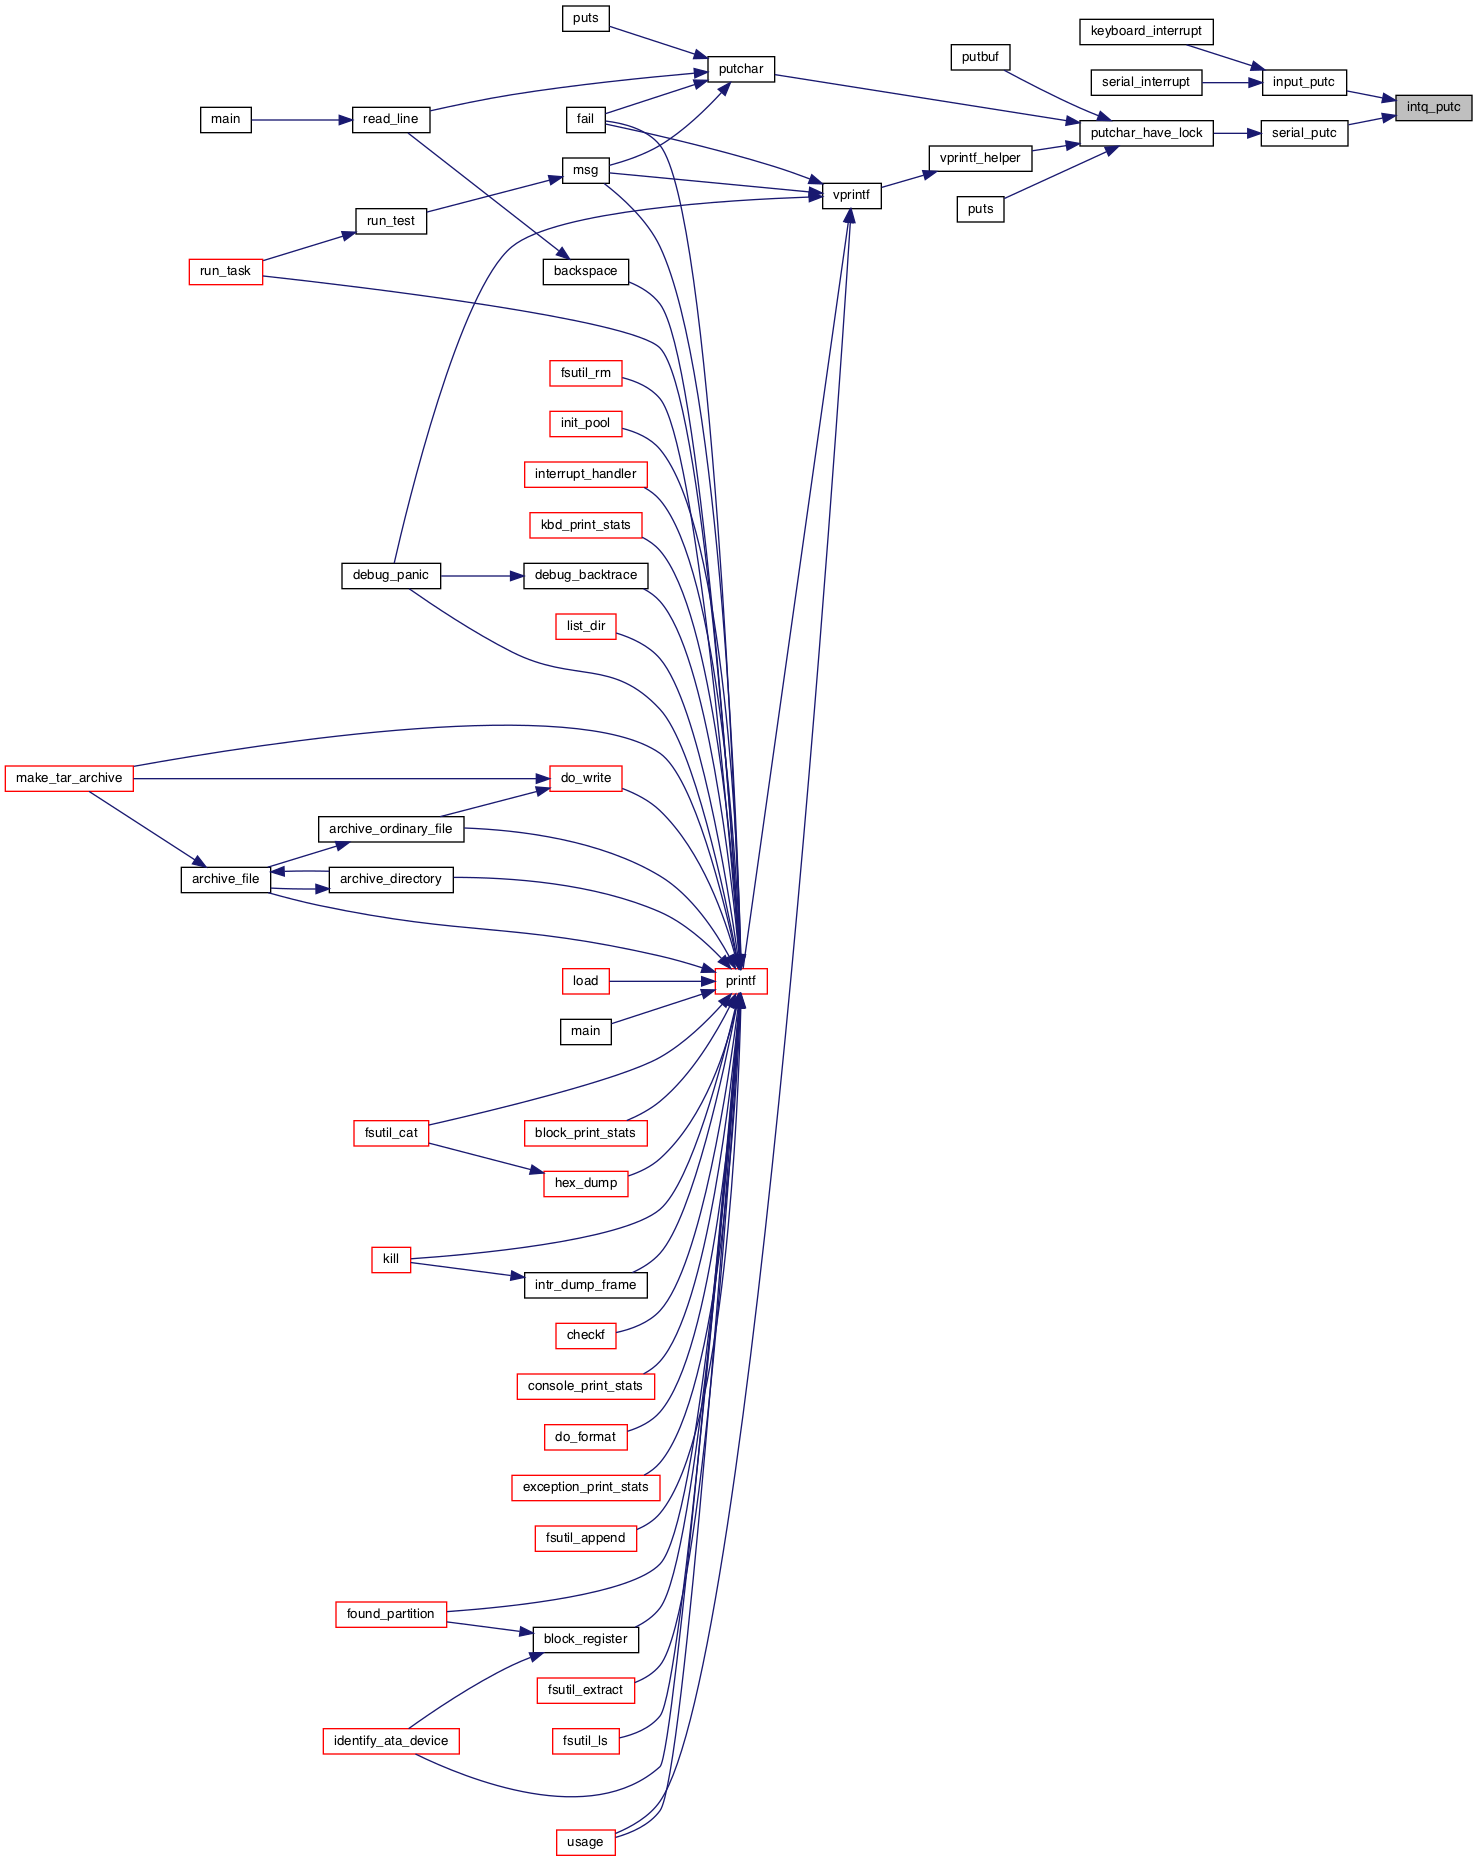 puts
keyboard_interrupt
putbuf
putchar
serial_interrupt
input_putc
intq_putc
main
read_line
fail
putchar_have_lock
serial_putc
vprintf_helper
msg
vprintf
puts
run_test
run_task
backspace
fsutil_rm
init_pool
interrupt_handler
kbd_print_stats
debug_panic
debug_backtrace
list_dir
make_tar_archive
do_write
archive_ordinary_file
archive_file
archive_directory
load
printf
main
fsutil_cat
block_print_stats
hex_dump
kill
intr_dump_frame
checkf
console_print_stats
do_format
exception_print_stats
fsutil_append
found_partition
block_register
fsutil_extract
identify_ata_device
fsutil_ls
usage